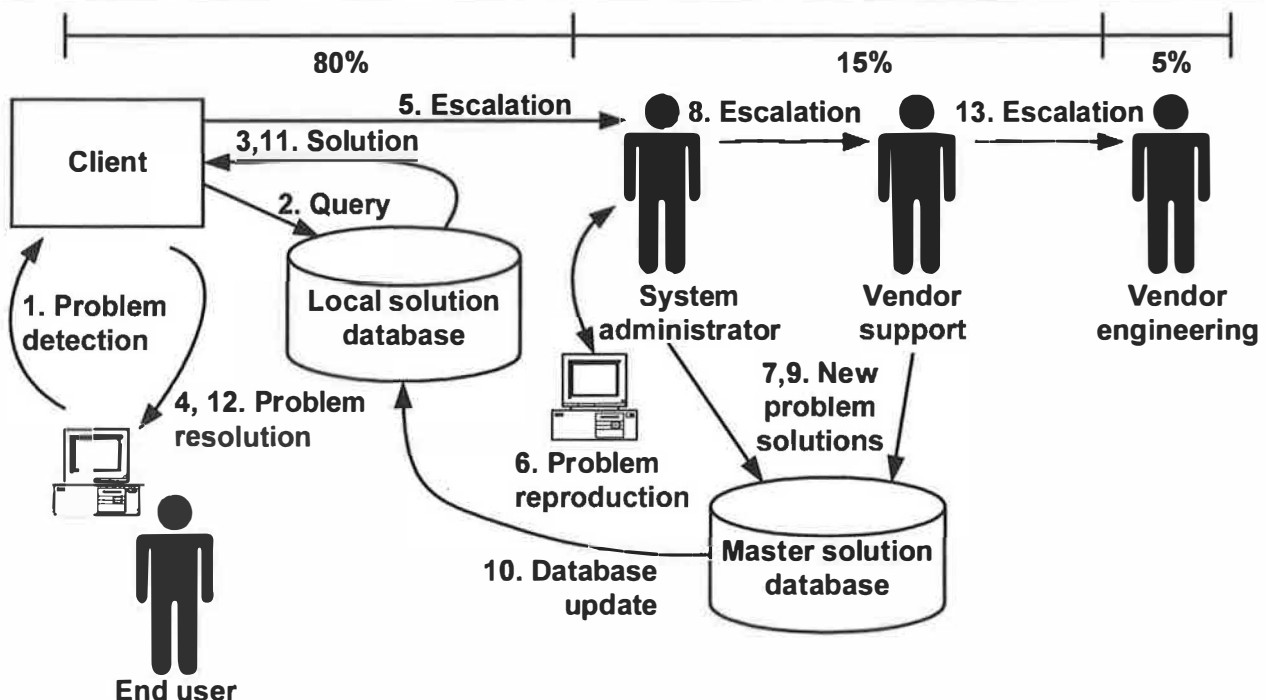 80%
15%
5%
5. Escalation
8. Escalation
13. Escalation
3,11. Solution
Client
2. Query
1. Problem
detection
Local solution
database
System
administrator
Vendor
support
Vendor
engineering
4, 12. Problem
resolution
7,9. New
problem
solutions
6. Problem
reproduction
10. Database
update
Master solution
database
End user